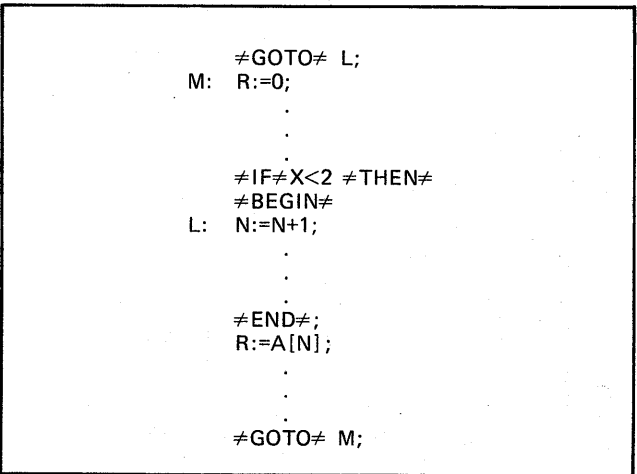 ≠GOTO≠ L;
M: R:=0;
.
.
.
≠IF≠X<2 ≠THEN≠
≠BEGIN≠
L: N:=N+1;
.
.
.
≠END≠;
R:=A[N];
.
.
.
≠GOTO≠ M;